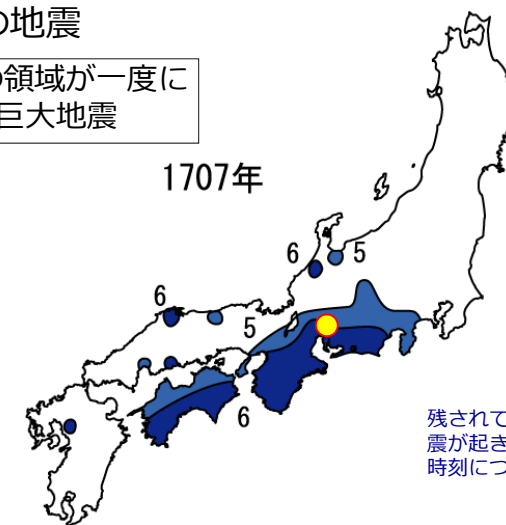 の地震
の領域が一度に
巨大地震
1707年
6
5
6
5
6
残されて
震が起き
時刻につ